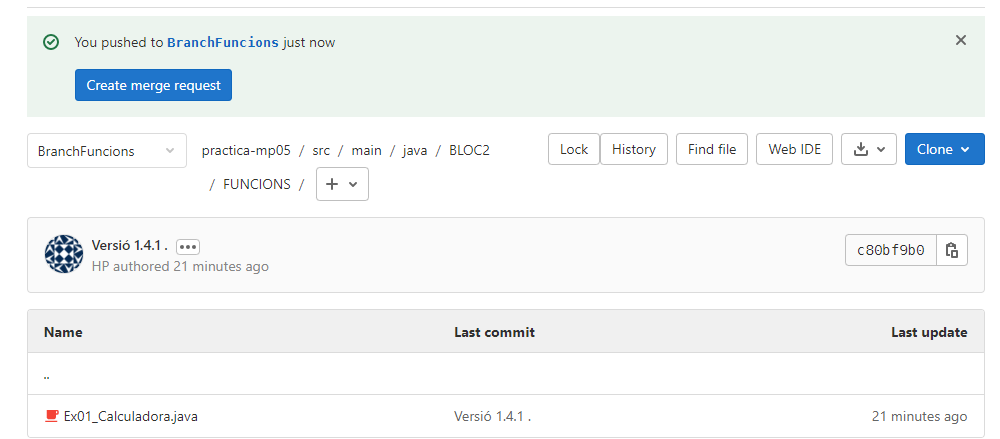 You pushed to BranchFuncions just now
Create merge request
BranchFuncions
practica-mp05 / src / main / java / BLOC2
/ FUNCIONS /
Lock
History
Find file
Web IDE
Clone
Versió 1.4.1 .
HP authored 21 minutes ago
c80bf9b0
Name Last commit Last update
..
Ex01_Calculadora.java Versió 1.4.1 . 21 minutes ago